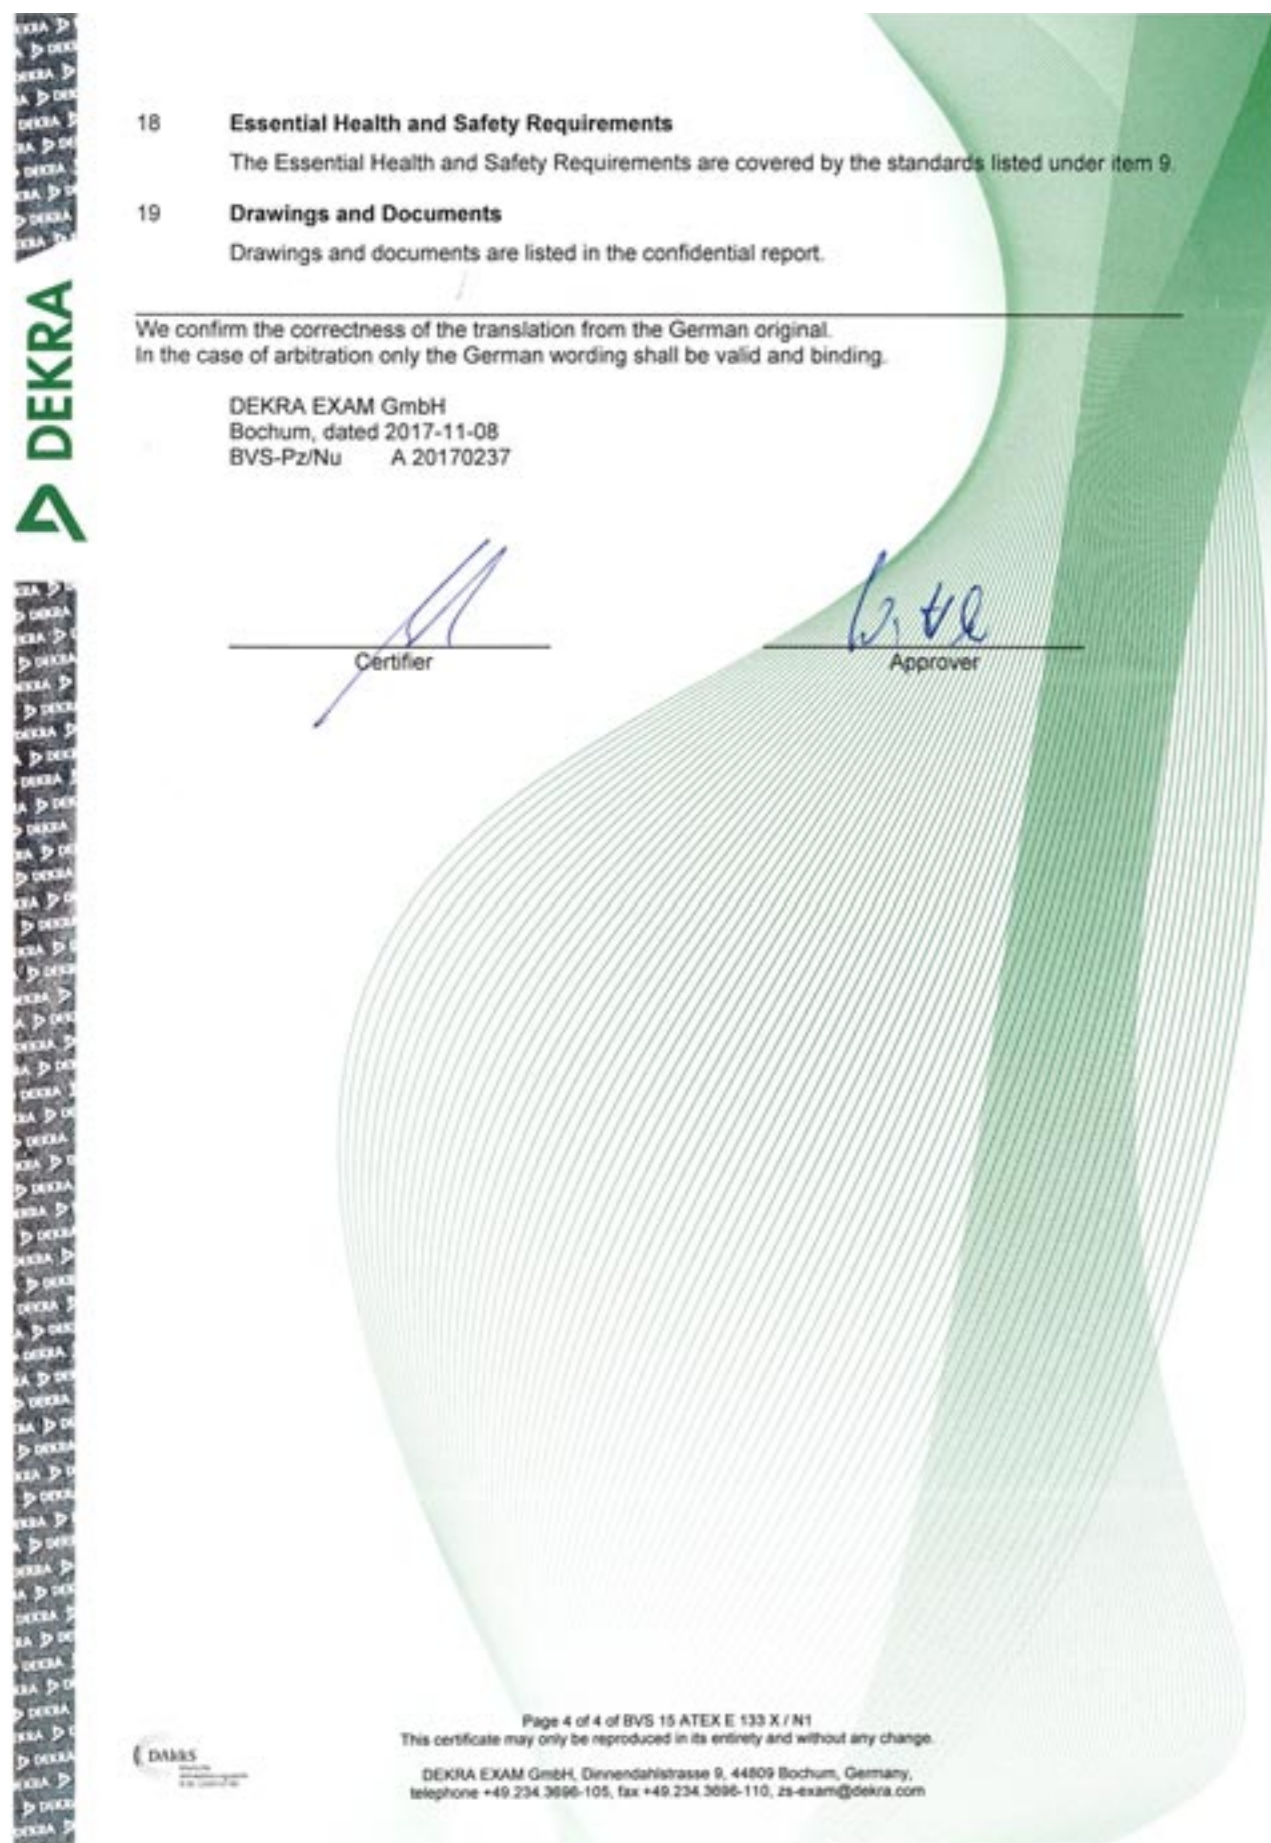 18 Essential Health and Safety Requirements
The Essential Health and Safety Requirements are covered by the standards listed under item 9.
19 Drawings and Documents
Drawings and documents are listed in the confidential report.
We confirm the correctness of the translation from the German original.
In the case of arbitration only the German wording shall be valid and binding.
DEKRA EXAM GmbH
Bochum, dated 2017-11-08
BVS-Pz/Nu A 20170237
Certifier
Approver
DEKRA
Page 4 of 4 of BVS 15 ATEX E 133 X / N1
This certificate may only be reproduced in its entirety and without any change.
DAkkS
DEKRA EXAM GmbH, Dinnendahlstrasse 9, 44809 Bochum, Germany,
telephone +49.234.3696-105, fax +49.234.3696-110, zs-exam@dekra.com